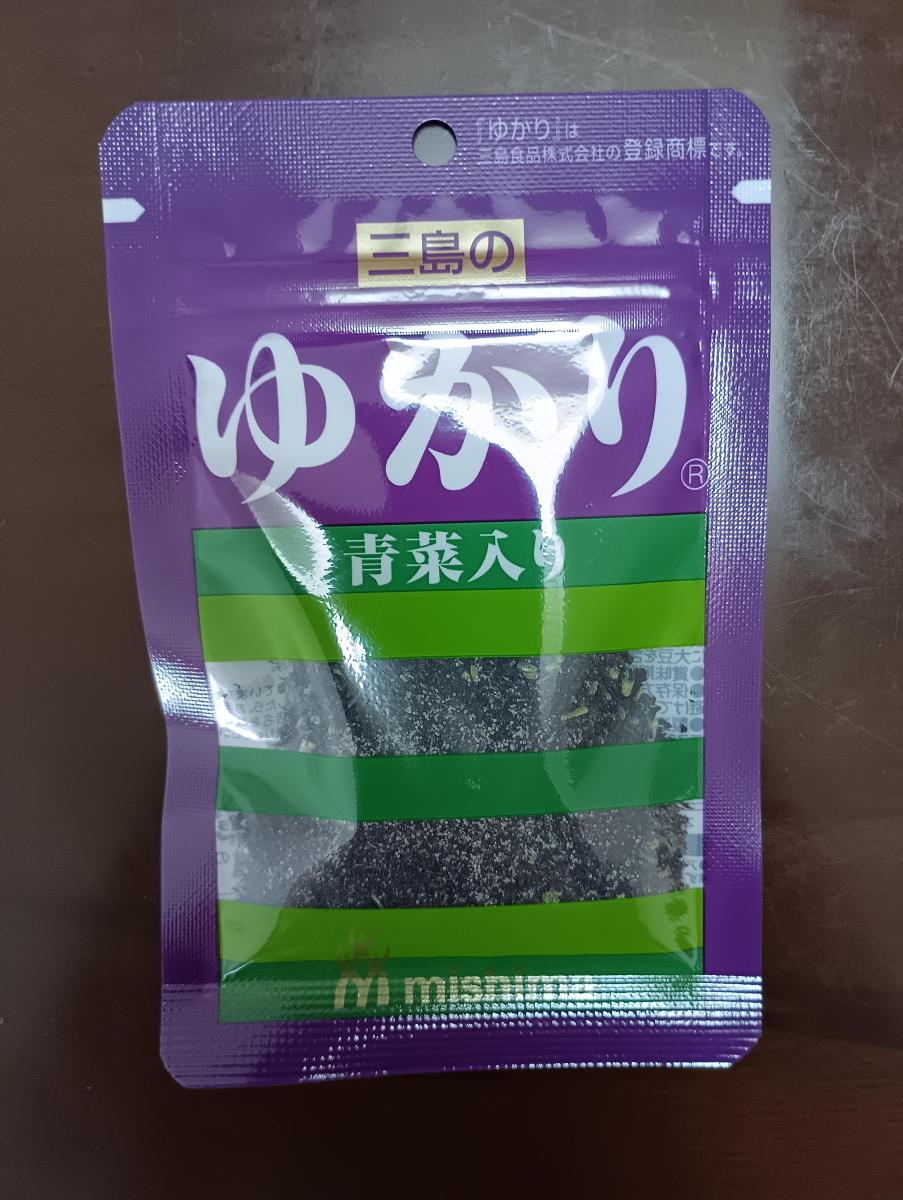 『ゆかり』は
三島食品株式会社の登録商標です。
三島の
ゆかり®
青菜入り
mishima